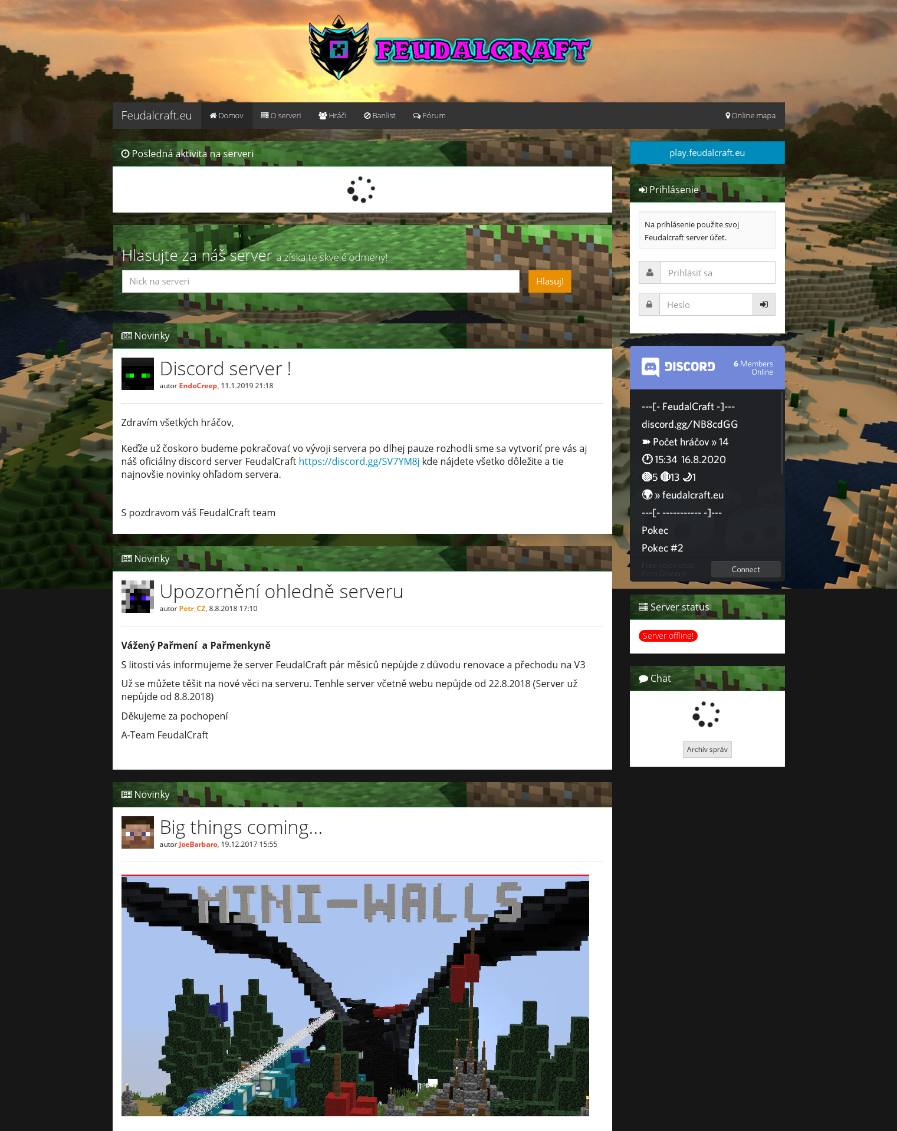 FEUDALCRAFT
Feudalcraft.eu
Domov
O serveri
Hráči
Banlist
Fórum
Online mapa
Posledná aktivita na serveri
Hlasujte za náš server a získate skvelé odmeny!
Nick na serveri
Hlasuj!
Novinky
Discord server !
autor EndoCreep, 11.1.2019 21:18
Zdravím všetkých hráčov,
Keďže už čoskoro budeme pokračovať vo vývoji servera po dlhej pauze rozhodli sme sa vytvoriť pre vás aj
náš oficiálny discord server FeudalCraft https://discord.gg/SV7YM8j kde nájdete všetko dôležite a tie
najnovšie novinky ohľadom servera.
S pozdravom váš FeudalCraft team
Novinky
Upozornění ohledně serveru
autor Petr_CZ, 8.8.2018 17:10
Vážený Pařmení  a Pařmenkyně
S litosti vás informujeme že server FeudalCraft pár měsíců nepůjde z důvodu renovace a přechodu na V3
Už se můžete těšit na nové věci na serveru. Tenhle server včetně webu nepůjde od 22.8.2018 (Server už
nepůjde od 8.8.2018)
Děkujeme za pochopení
A-Team FeudalCraft
Novinky
Big things coming...
autor JoeBarbaro, 19.12.2017 15:55
MINI-WALLS
play.feudalcraft.eu
Prihlásenie
Na prihlásenie použite svoj
Feudalcraft server účet.
Prihlásiť sa
Heslo
DISCORD
6 Members
Online
---[- FeudalCraft -]---
discord.gg/NB8cdGG
➽ Počet hráčov » 14
🕐 15:34 16.8.2020
5 13 1
» feudalcraft.eu
---[- ----------- -]---
Pokec
Pokec #2
Free voice chat
from Discord
Connect
Server status
Server offline!
Chat
Archív správ